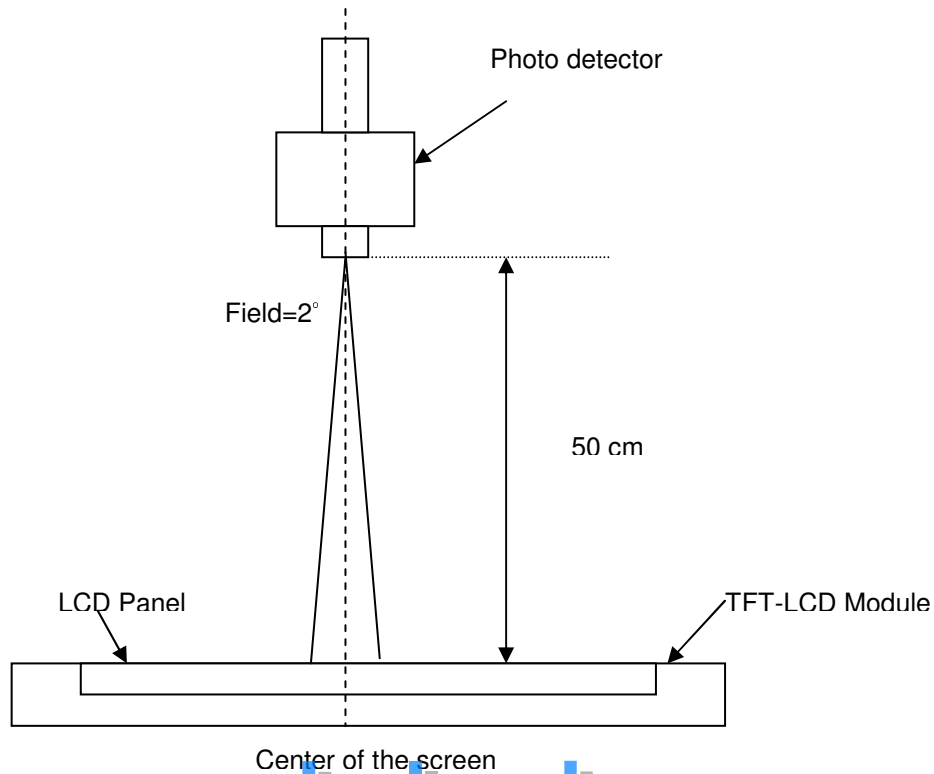 Photo detector
Field=2°
50 cm
LCD Panel
TFT-LCD Module
Center of the screen